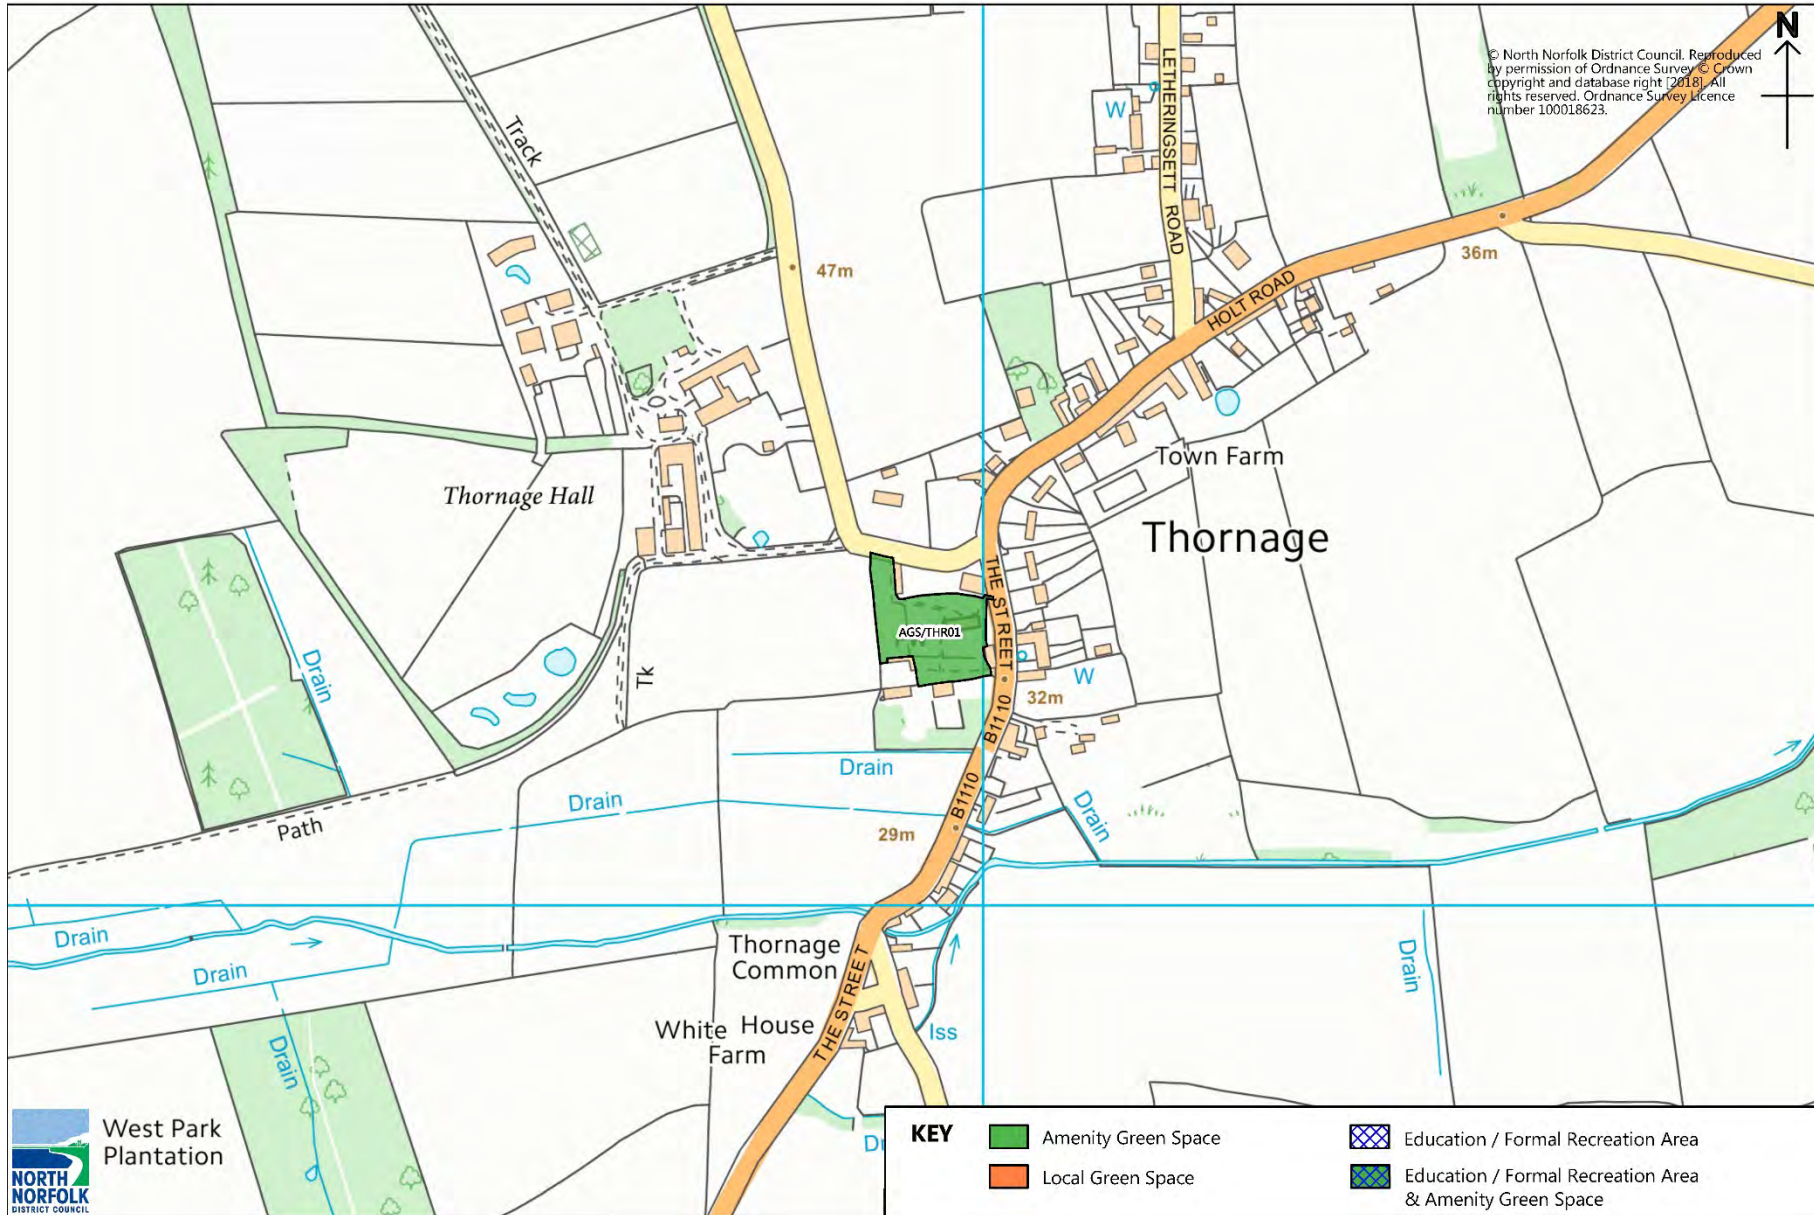 N
© North Norfolk District Council. Reproduced
by permission of Ordnance Survey © Crown
copyright and database right [2018]. All
rights reserved. Ordnance Survey Licence
number 100018623.
Track
W
LETHERINGSETT ROAD
47m
36m
HOLT ROAD
Town Farm
Thornage Hall
Thornage
THE STREET
AGS/THR01
Drain
Tk
W
32m
B1110
Drain
Drain
B1110
Drain
Path
29m
Drain
Drain
Thornage
Common
Drain
THE STREET
White House
Farm
Iss
Drain
West Park
Plantation
NORTH
NORFOLK
DISTRICT COUNCIL
KEY
Amenity Green Space
Local Green Space
Education / Formal Recreation Area
Education / Formal Recreation Area
& Amenity Green Space